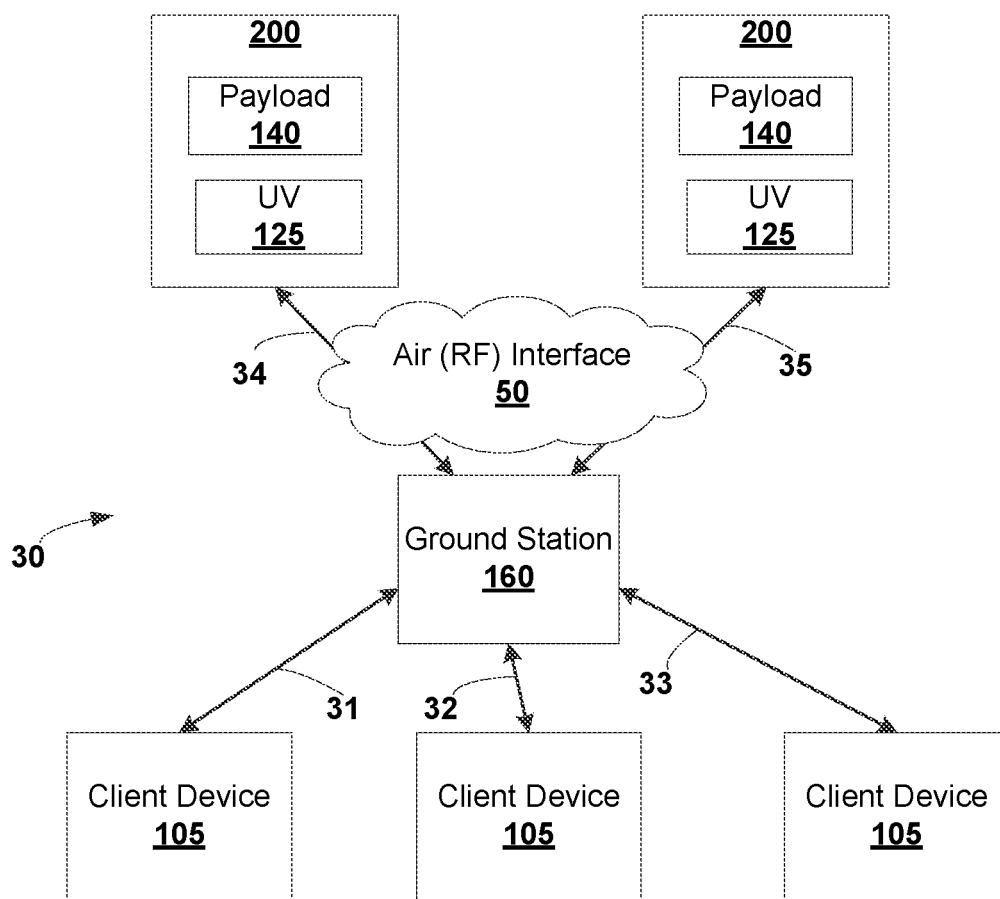 200
Payload
140
UV
125
200
Payload
140
UV
125
34
Air (RF) Interface
50
35
30
Ground Station
160
31
32
33
Client Device
105
Client Device
105
Client Device
105